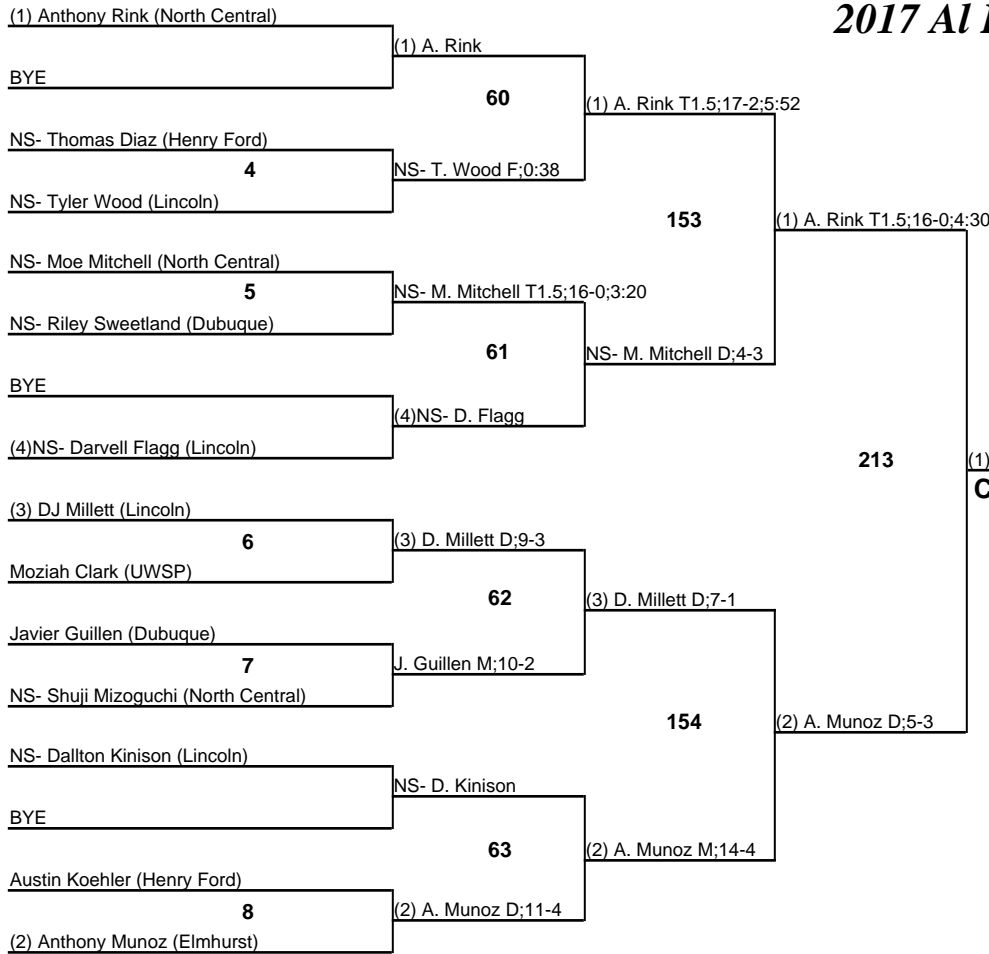 2017 Al
(1) Anthony Rink (North Central)
(1) A. Rink
BYE
60
(1) A. Rink T1.5;17-2;5:52
NS- Thomas Diaz (Henry Ford)
4
NS- T. Wood F;0:38
NS- Tyler Wood (Lincoln)
153
(1) A. Rink T1.5;16-0;4:30
NS- Moe Mitchell (North Central)
5
NS- M. Mitchell T1.5;16-0;3:20
NS- Riley Sweetland (Dubuque)
61
NS- M. Mitchell D;4-3
BYE
(4)NS- D. Flagg
(4)NS- Darvell Flagg (Lincoln)
213
(1)
C
(3) DJ Millett (Lincoln)
6
(3) D. Millett D;9-3
Moziah Clark (UWSP)
62
(3) D. Millett D;7-1
Javier Guillen (Dubuque)
7
J. Guillen M;10-2
NS- Shuji Mizoguchi (North Central)
154
(2) A. Munoz D;5-3
NS- Dallton Kinison (Lincoln)
NS- D. Kinison
BYE
63
(2) A. Munoz M;14-4
Austin Koehler (Henry Ford)
8
(2) A. Munoz D;11-4
(2) Anthony Munoz (Elmhurst)